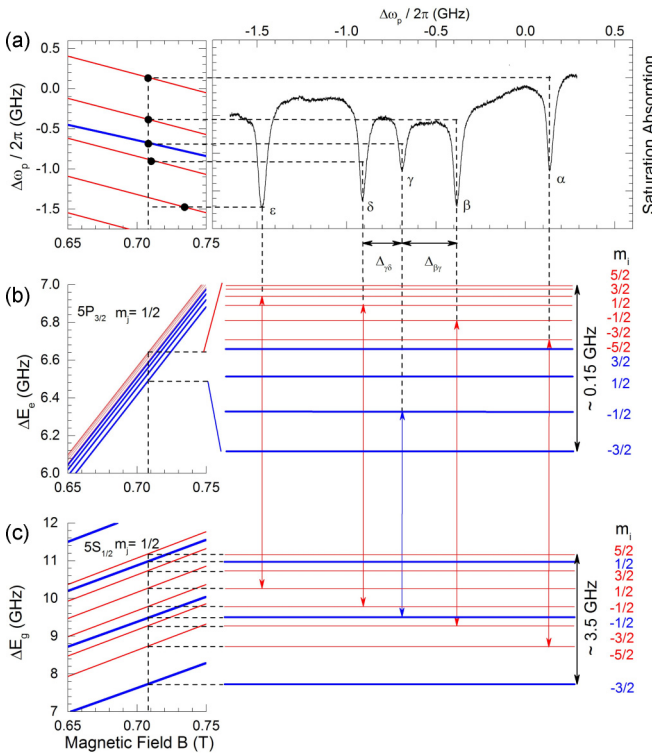 Δω_p / 2π (GHz)
-1.5 -1.0 -0.5 0.0
(a)
Δω_p / 2π (GHz)
0.5
0.0
-0.5
-1.0
-1.5
0.65 0.70 0.75
ε δ γ β α
Saturation Absorption
Δ_γδ Δ_βγ
(b)
ΔE_e (GHz)
7.0
6.8
6.6
6.4
6.2
6.0
0.65 0.70 0.75
5P_3/2 m_j= 1/2
m_i
5/2
3/2
1/2
-1/2
-3/2
-5/2
3/2
1/2
-1/2
-3/2
~ 0.15 GHz
(c)
ΔE_g (GHz)
12
11
10
9
8
7
0.65 0.70 0.75
Magnetic Field B (T)
5S_1/2 m_j= 1/2
m_i
5/2
1/2
3/2
1/2
-1/2
-1/2
-3/2
-5/2
-3/2
~ 3.5 GHz